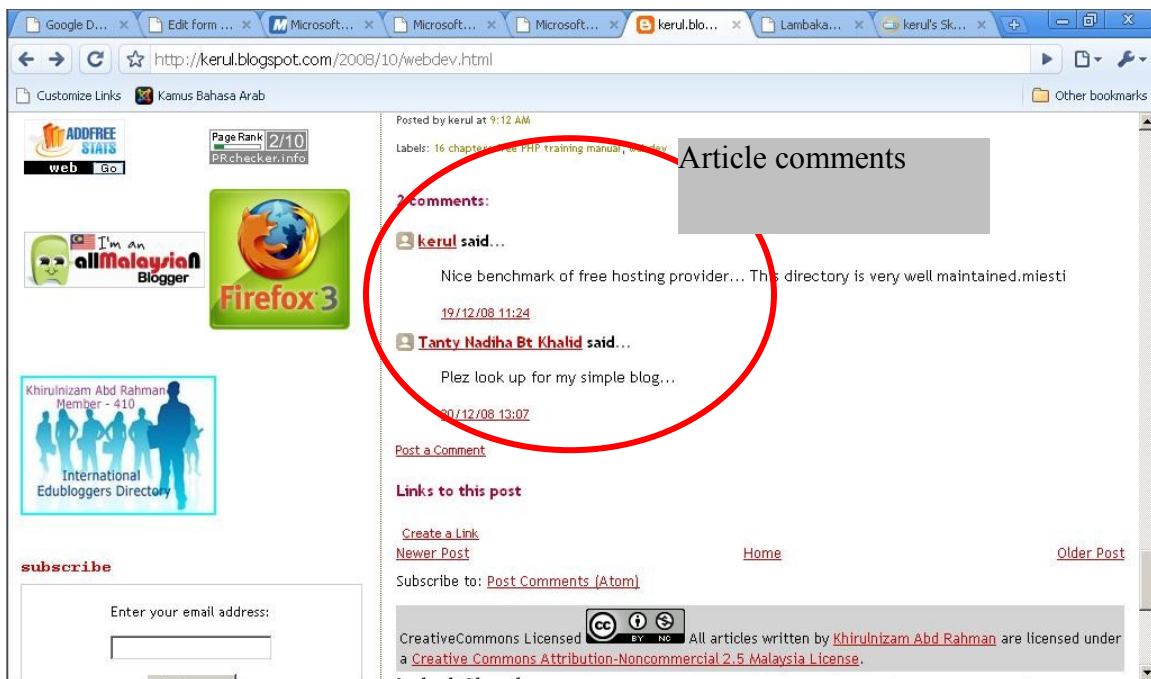 Google D...
Edit form ...
Microsoft...
Microsoft...
Microsoft...
kerul.blo...
Lambaka...
kerul's Sk...
http://kerul.blogspot.com/2008/10/webdev.html
Customize Links
Kamus Bahasa Arab
Other bookmarks
ADDFREE
STATS
web Go
Page Rank 2/10
PRchecker.info
I'm an
allMalaysian
Blogger
Firefox 3
Khirulnizam Abd Rahman
Member - 410
International
Edubloggers Directory
subscribe
Enter your email address:
Posted by kerul at 9:12 AM
Labels: 16 chapters free PHP training manual, webdev
Article comments
2 comments:
kerul said...
Nice benchmark of free hosting provider... This directory is very well maintained.miesti
19/12/08 11:24
Tanty Nadiha Bt Khalid said...
Plez look up for my simple blog...
20/12/08 13:07
Post a Comment
Links to this post
Create a Link
Newer Post
Home
Older Post
Subscribe to: Post Comments (Atom)
CreativeCommons Licensed cc BY NC All articles written by Khirulnizam Abd Rahman are licensed under
a Creative Commons Attribution-Noncommercial 2.5 Malaysia License.